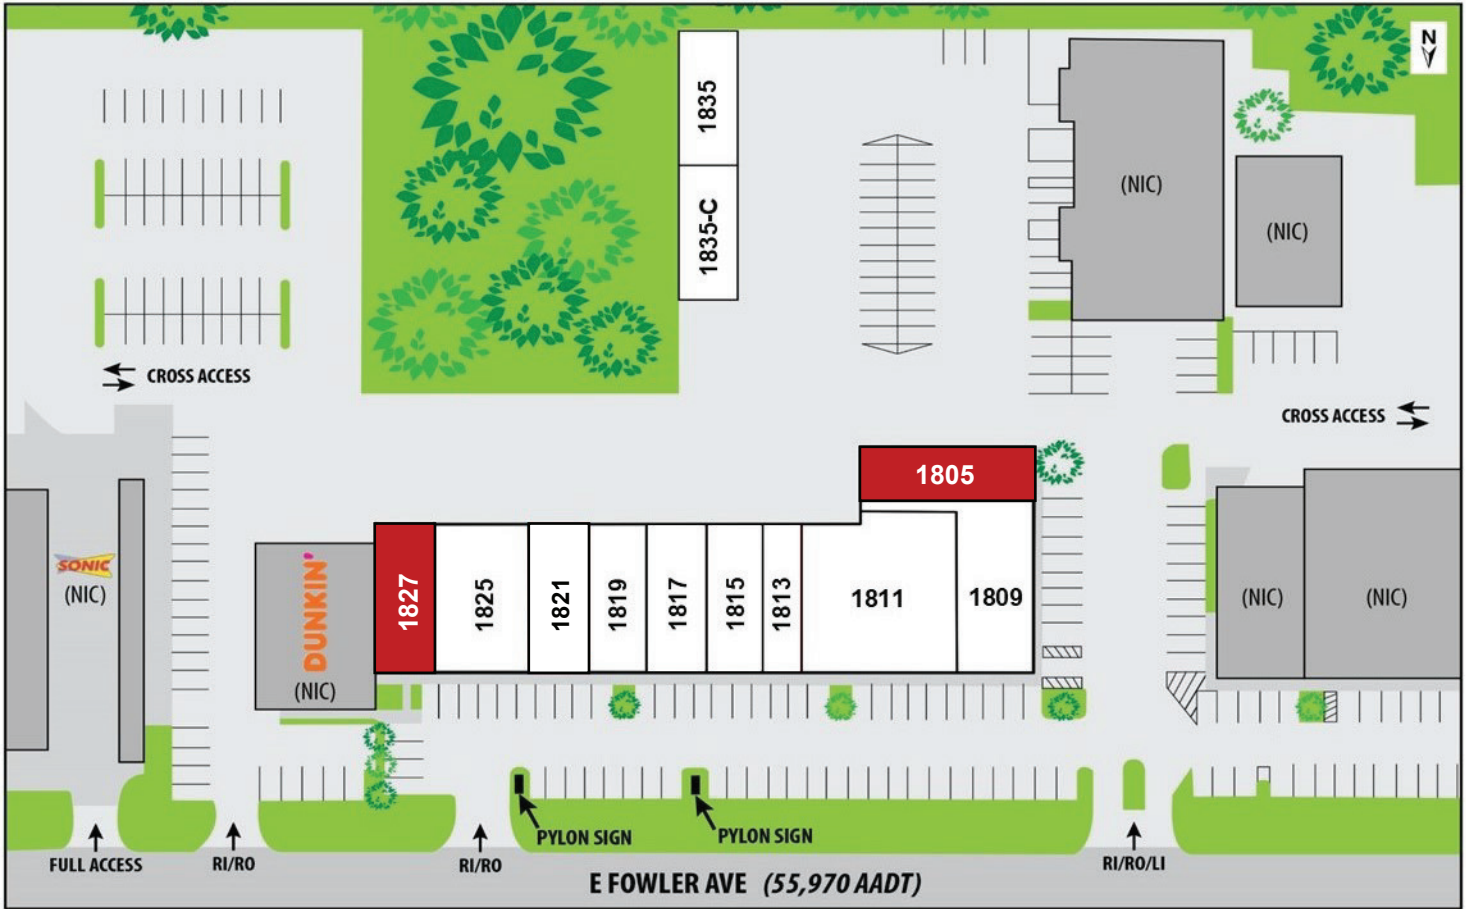 N
1835
1835-C
(NIC)
(NIC)
CROSS ACCESS
CROSS ACCESS
1805
SONIC
(NIC)
DUNKIN'
(NIC)
1827
1825
1821
1819
1817
1815
1813
1811
1809
(NIC)
(NIC)
PYLON SIGN
PYLON SIGN
FULL ACCESS
RI/RO
RI/RO
RI/RO/LI
E FOWLER AVE (55,970 AADT)